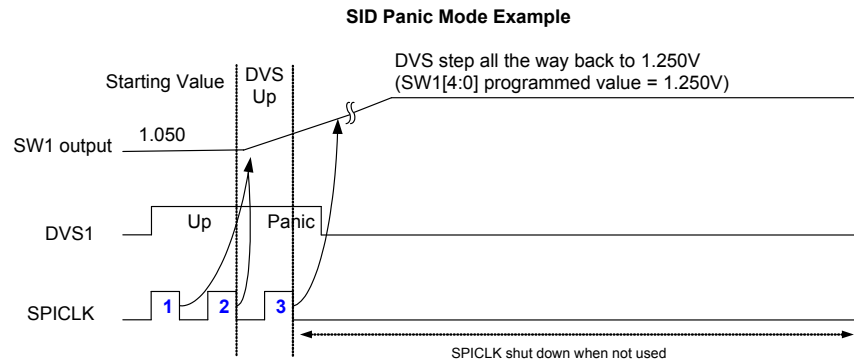 SID Panic Mode Example
DVS step all the way back to 1.250V
(SW1[4:0] programmed value = 1.250V)
Starting Value
DVS
Up
SW1 output
1.050
DVS1
Up
Panic
SPICLK
1
2
3
SPICLK shut down when not used